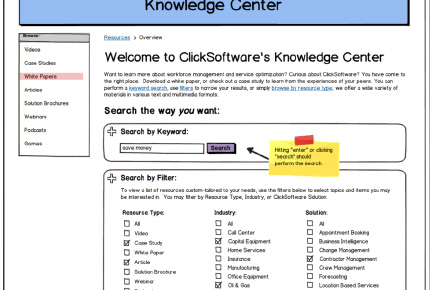 Knowledge Center
Browse:
Videos
Case Studies
White Papers
Articles
Solution Brochures
Webinars
Podcasts
Games
Resources > Overview
Welcome to ClickSoftware's Knowledge Center
Want to learn more about workforce management and service optimization? Curious about ClickSoftware? You have come to
the right place. Download a white paper, or check out a case study to learn from the experiences of your peers. You can
perform a keyword search, use filters to narrow your results, or simply browse by resource type, we offer a wide variety of
materials in various text and multimedia formats.
Search the way you want:
Search by Keyword:
save money
Search
Hitting "enter" or clicking
"search" should
perform the search.
Search by Filter:
To view a list of resources custom-tailored to your needs, use the filters below to select topics and items you may
be interested in. You may filter by Resource Type, Industry, or ClickSoftware Solution.
Resource Type:
All
Video
Case Study
White Paper
Article
Solution Brochure
Webinar
Industry:
All
Call Center
Capital Equipment
Home Services
Insurance
Manufacturing
Office Equipment
Oil & Gas
Solution:
All
Appointment Booking
Business Intelligence
Change Management
Contractor Management
Crew Management
Forecasting
Location Based Services